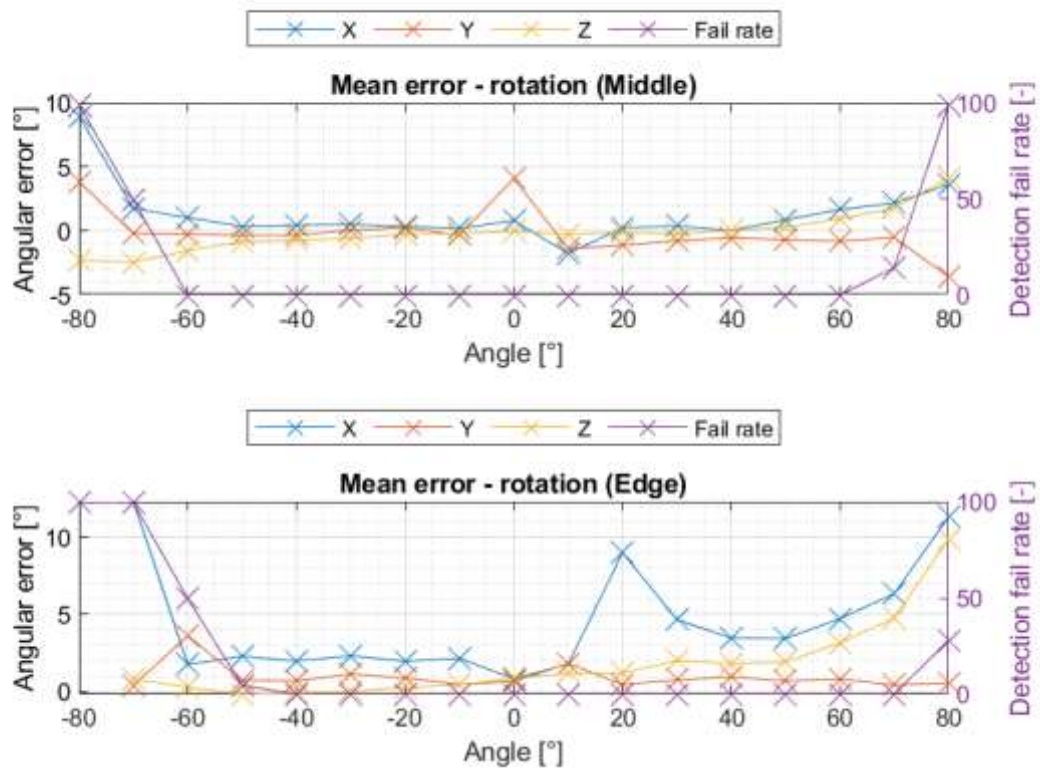 X Y Z Fail rate
Mean error - rotation (Middle)
Angular error [°]
10
5
0
-5
Detection fail rate [-]
100
50
0
-80 -60 -40 -20 0 20 40 60 80
Angle [°]
X Y Z Fail rate
Mean error - rotation (Edge)
Angular error [°]
10
5
0
Detection fail rate [-]
100
50
0
-80 -60 -40 -20 0 20 40 60 80
Angle [°]